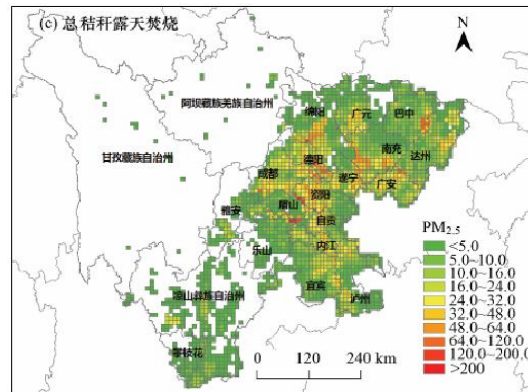 (c) 总秸秆露天焚烧
N
阿坝藏族羌族自治州
绵阳
广元
巴中
甘孜藏族自治州
德阳
南充
达州
成都
遂宁
广安
资阳
雅安
眉山
自贡
乐山
内江
凉山彝族自治州
宜宾
泸州
攀枝花
0 120 240 km
PM2.5
<5.0
5.0~10.0
10.0~16.0
16.0~24.0
24.0~32.0
32.0~48.0
48.0~64.0
64.0~120.0
120.0~200.0
>200